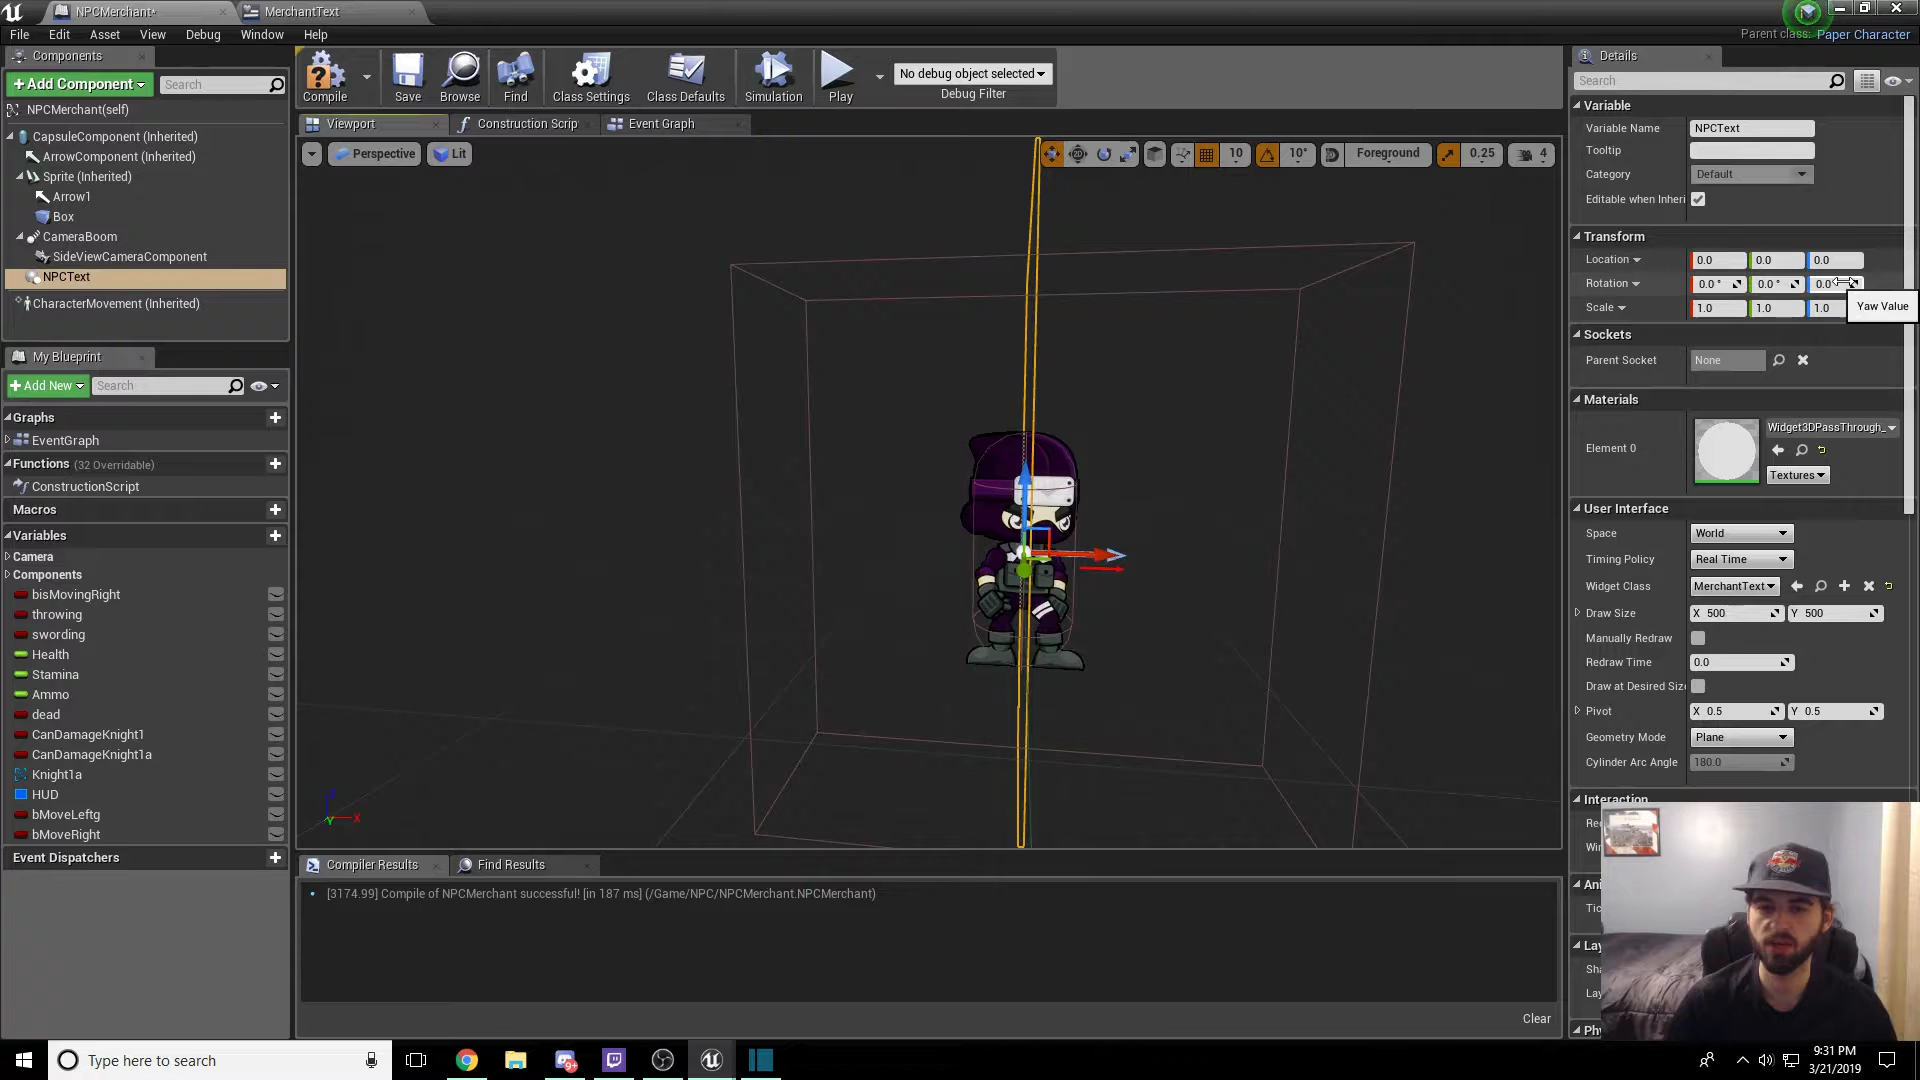 NPCMerchant*
MerchantText
File
Edit
Asset
View
Debug
Window
Help
Parent class: Paper Character
Components
+Add Component
Search
NPCMerchant(self)
CapsuleComponent (Inherited)
ArrowComponent (Inherited)
Sprite (Inherited)
Arrow1
Box
CameraBoom
SideViewCameraComponent
NPCText
CharacterMovement (Inherited)
My Blueprint
+Add New
Search
Graphs
EventGraph
Functions (32 Overridable)
ConstructionScript
Macros
Variables
Camera
Components
bisMovingRight
throwing
swording
Health
Stamina
Ammo
dead
CanDamageKnight1
CanDamageKnight1a
Knight1a
HUD
bMoveLeftg
bMoveRight
Event Dispatchers
Compile
Save
Browse
Find
Class Settings
Class Defaults
Simulation
Play
No debug object selected
Debug Filter
Viewport
Construction Scrip
Event Graph
Perspective
Lit
10
10°
Foreground
0.25
4
Z
X
Y
Compiler Results
Find Results
[3174.99] Compile of NPCMerchant successful! [in 187 ms] (/Game/NPC/NPCMerchant.NPCMerchant)
Clear
Details
Search
Variable
Variable Name
NPCText
Tooltip
Category
Default
Editable when Inheri
Transform
Location
0.0
0.0
0.0
Rotation
0.0 °
0.0 °
0.0
Scale
1.0
1.0
1.0
Yaw Value
Sockets
Parent Socket
None
Materials
Element 0
Widget3DPassThrough_
Textures
User Interface
Space
World
Timing Policy
Real Time
Widget Class
MerchantText
Draw Size
X 500
Y 500
Manually Redraw
Redraw Time
0.0
Draw at Desired Size
Pivot
X 0.5
Y 0.5
Geometry Mode
Plane
Cylinder Arc Angle
180.0
Interaction
Rec
Win
Ani
Tic
Lay
Sha
Lay
Phy
Type here to search
9:31 PM
3/21/2019